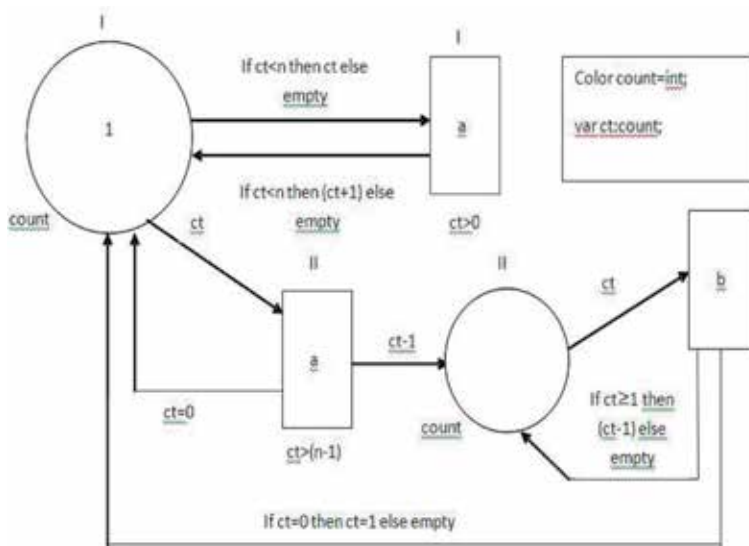 I
If ct<n then ct else
empty
I
1
a
Color count=int;
var ct:count;
If ct<n then (ct+1) else
empty
count
ct
ct>0
II
II
ct
b
a
ct-1
ct=0
ct>(n-1)
count
If ct≥1 then
(ct-1) else
empty
If ct=0 then ct=1 else empty